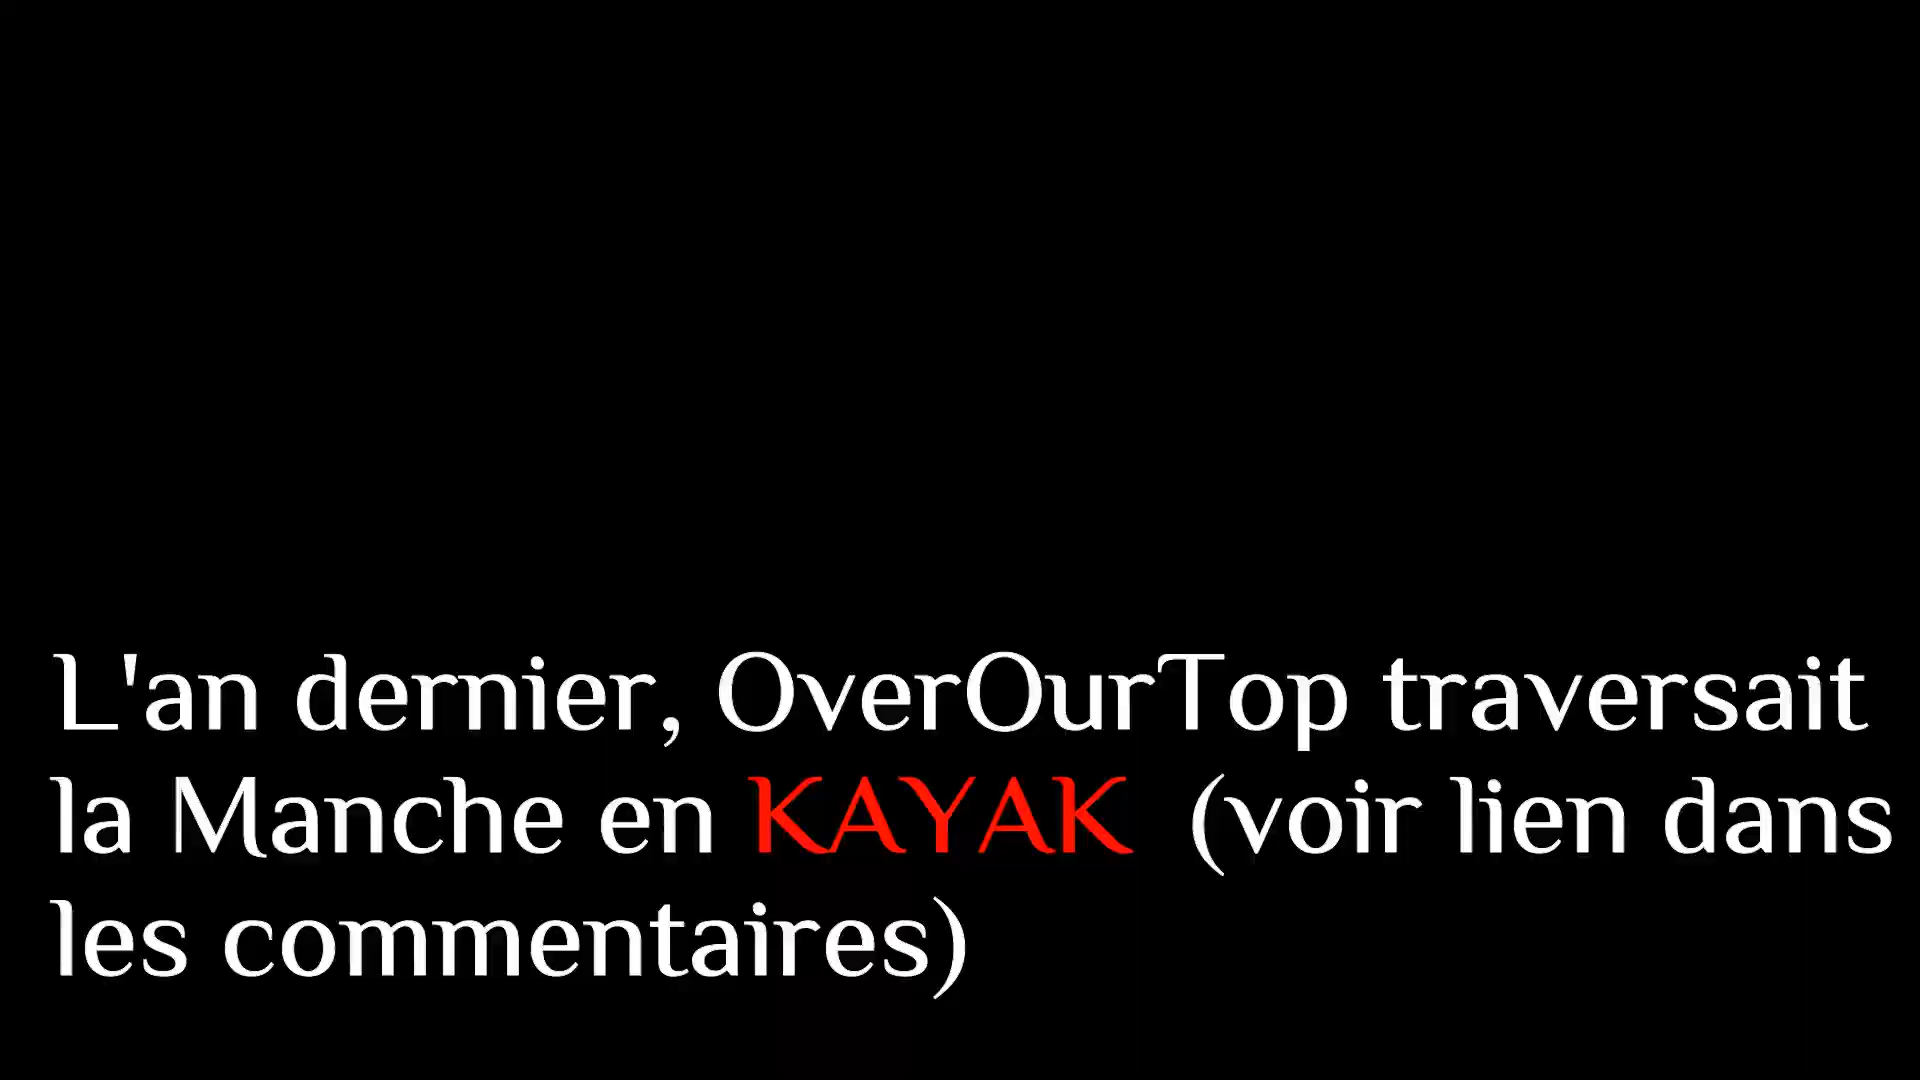 L'an dernier, OverOurTop traversait
la Manche en KAYAK (voir lien dans
les commentaires)